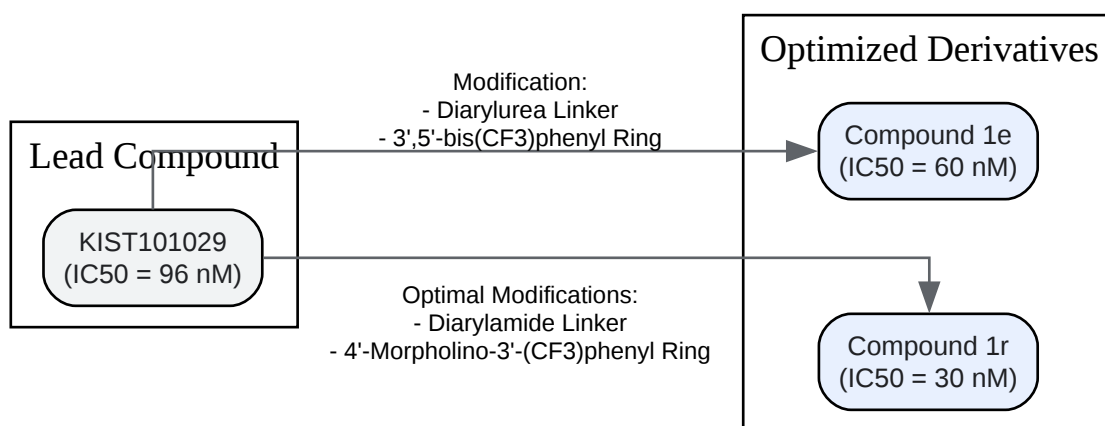 Lead Compound
KIST101029
(IC50 = 96 nM)
Modification:
- Diarylurea Linker
- 3',5'-bis(CF3)phenyl Ring
Optimal Modifications:
- Diarylamide Linker
- 4'-Morpholino-3'-(CF3)phenyl Ring
Optimized Derivatives
Compound 1e
(IC50 = 60 nM)
Compound 1r
(IC50 = 30 nM)